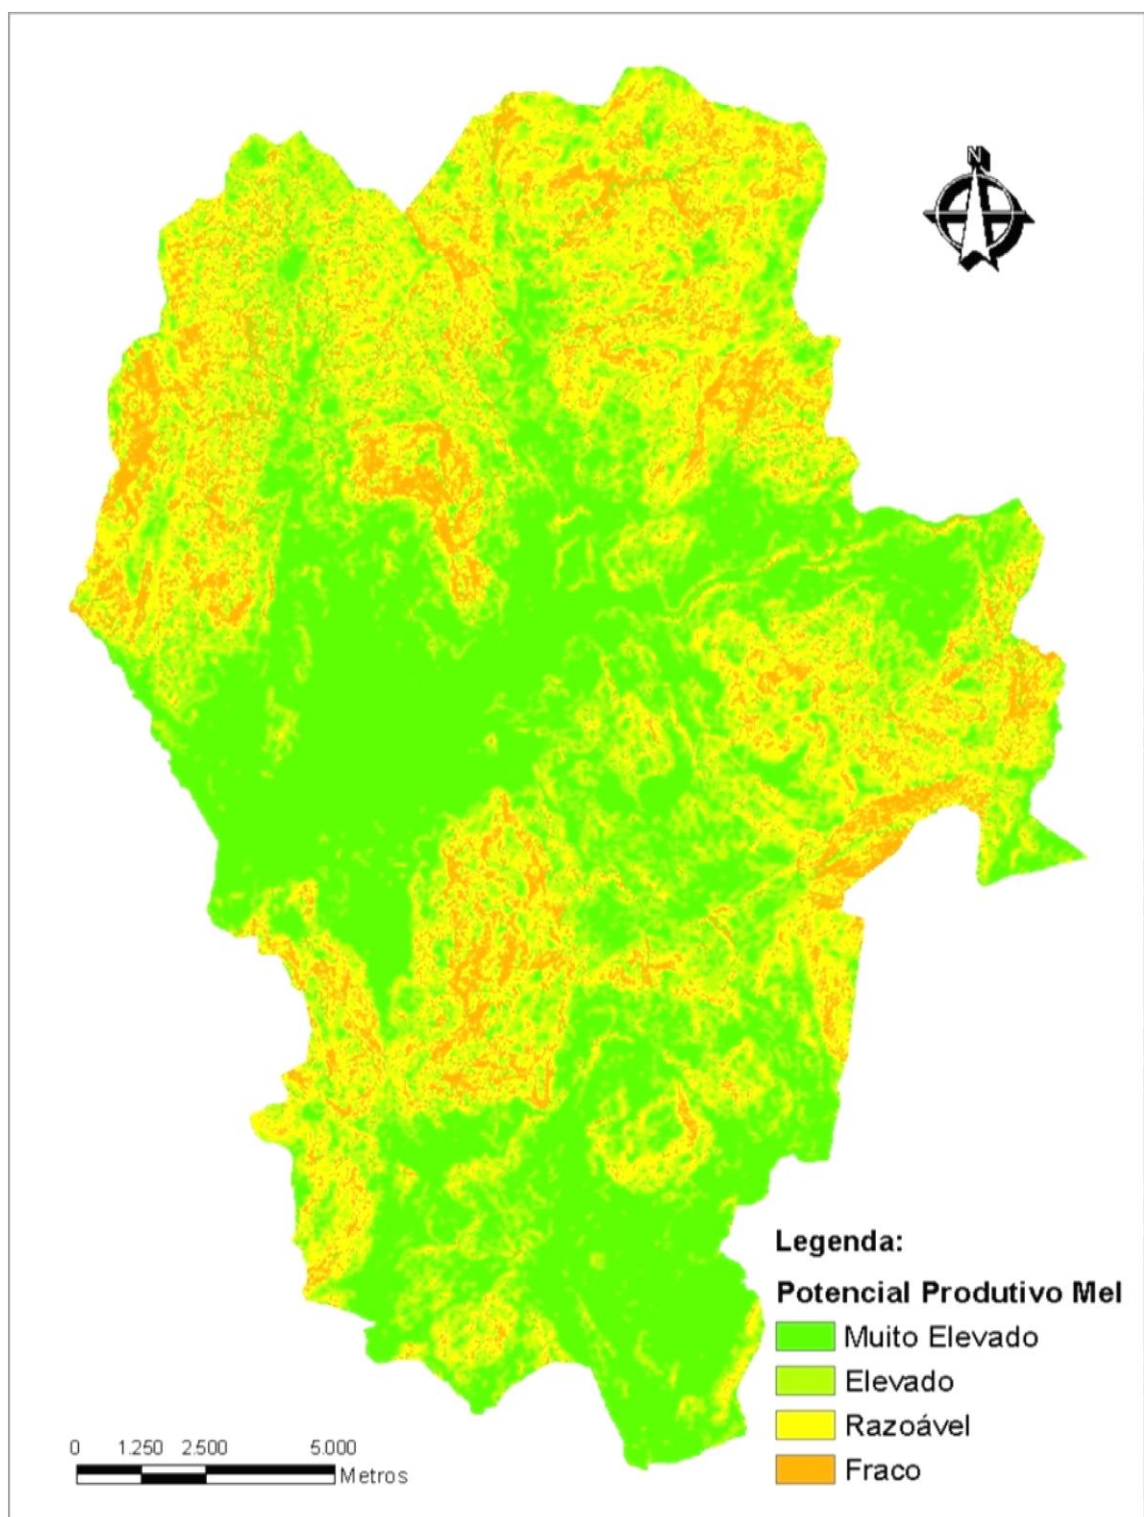 N
Legenda:
Potencial Produtivo Mel
Muito Elevado
Elevado
Razoável
Fraco
0 1.250 2.500 5.000
Metros